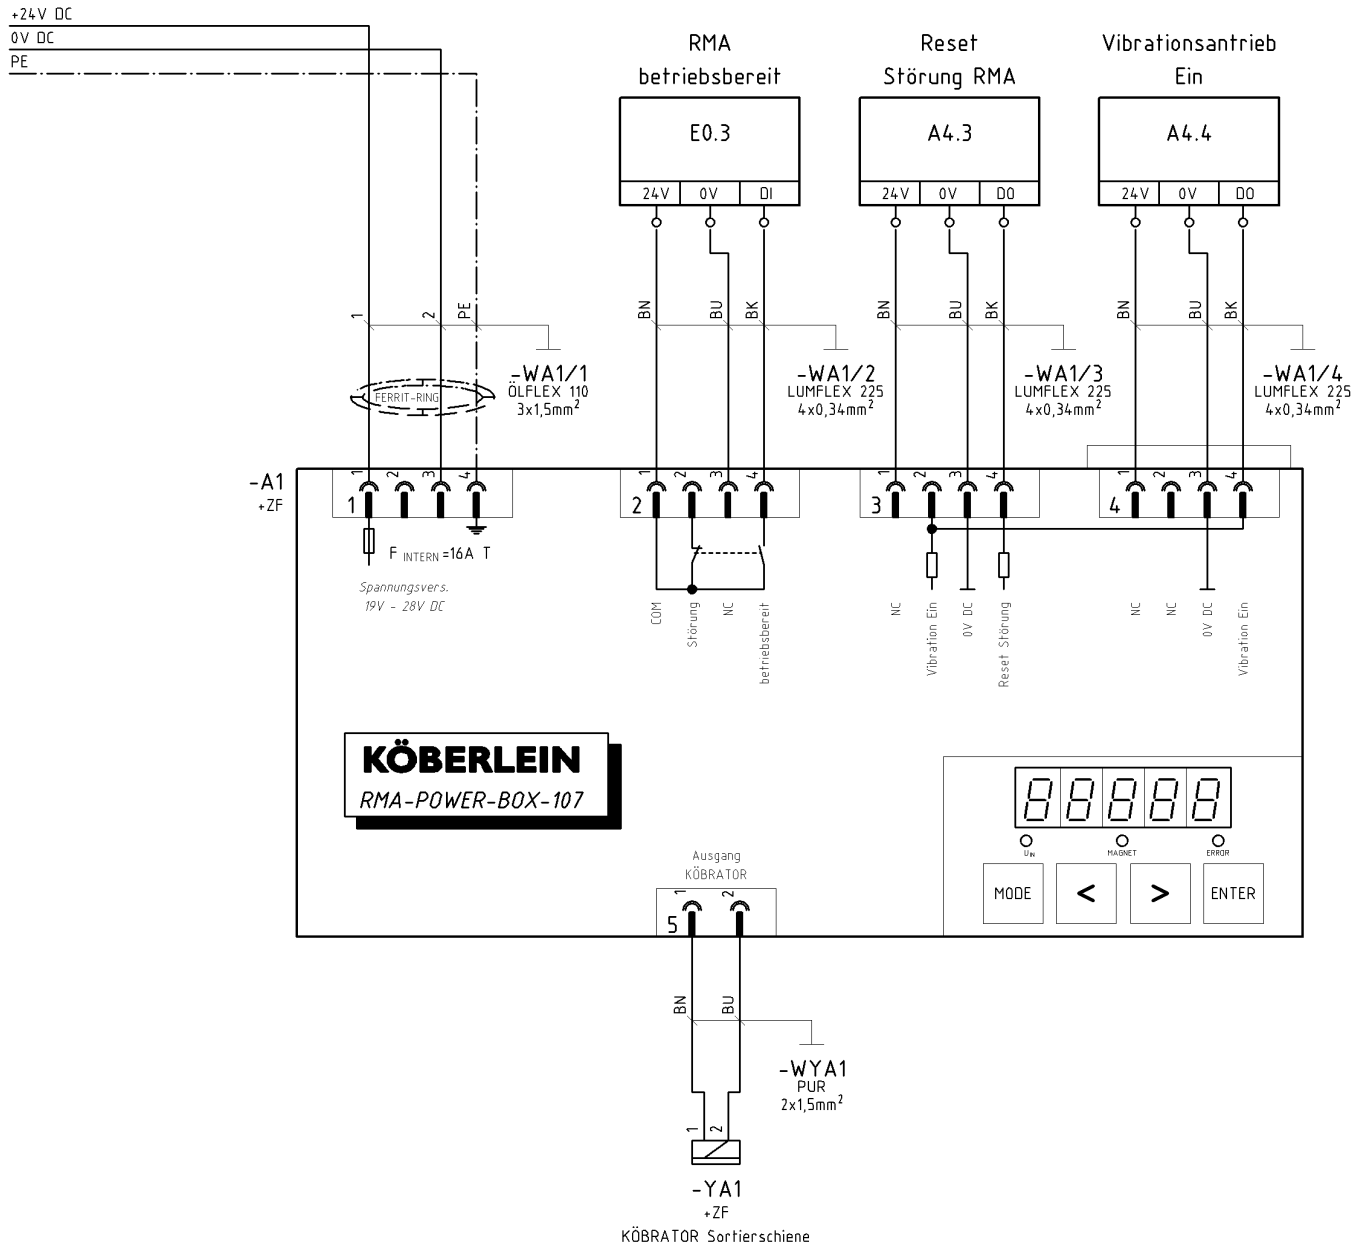 +24V DC
0V DC
PE
RMA
betriebsbereit
Reset
Störung RMA
Vibrationsantrieb
Ein
E0.3
A4.3
A4.4
24V 0V DI
24V 0V DO
24V 0V DO
1 2 PE
BN BU BK
BN BU BK
BN BU BK
-WA1/1
ÖLFLEX 110
3x1,5mm²
-WA1/2
LUMFLEX 225
4x0,34mm²
-WA1/3
LUMFLEX 225
4x0,34mm²
-WA1/4
LUMFLEX 225
4x0,34mm²
FERRIT-RING
-A1
+ZF
1 2 3 4
1 2 3 4
1 2 3 4
1 2 3 4
1
2
3
4
F INTERN =16A T
Spannungsvers.
19V - 28V DC
COM
Störung
NC
betriebsbereit
NC
Vibration Ein
0V DC
Reset Störung
NC
NC
0V DC
Vibration Ein
KÖBERLEIN
RMA-POWER-BOX-107
88888
UIN
MAGNET
ERROR
MODE < > ENTER
Ausgang
KÖBRATOR
1 2
5
BN BU
-WYA1
PUR
2x1,5mm²
1 2
-YA1
+ZF
KÖBRATOR Sortierschiene